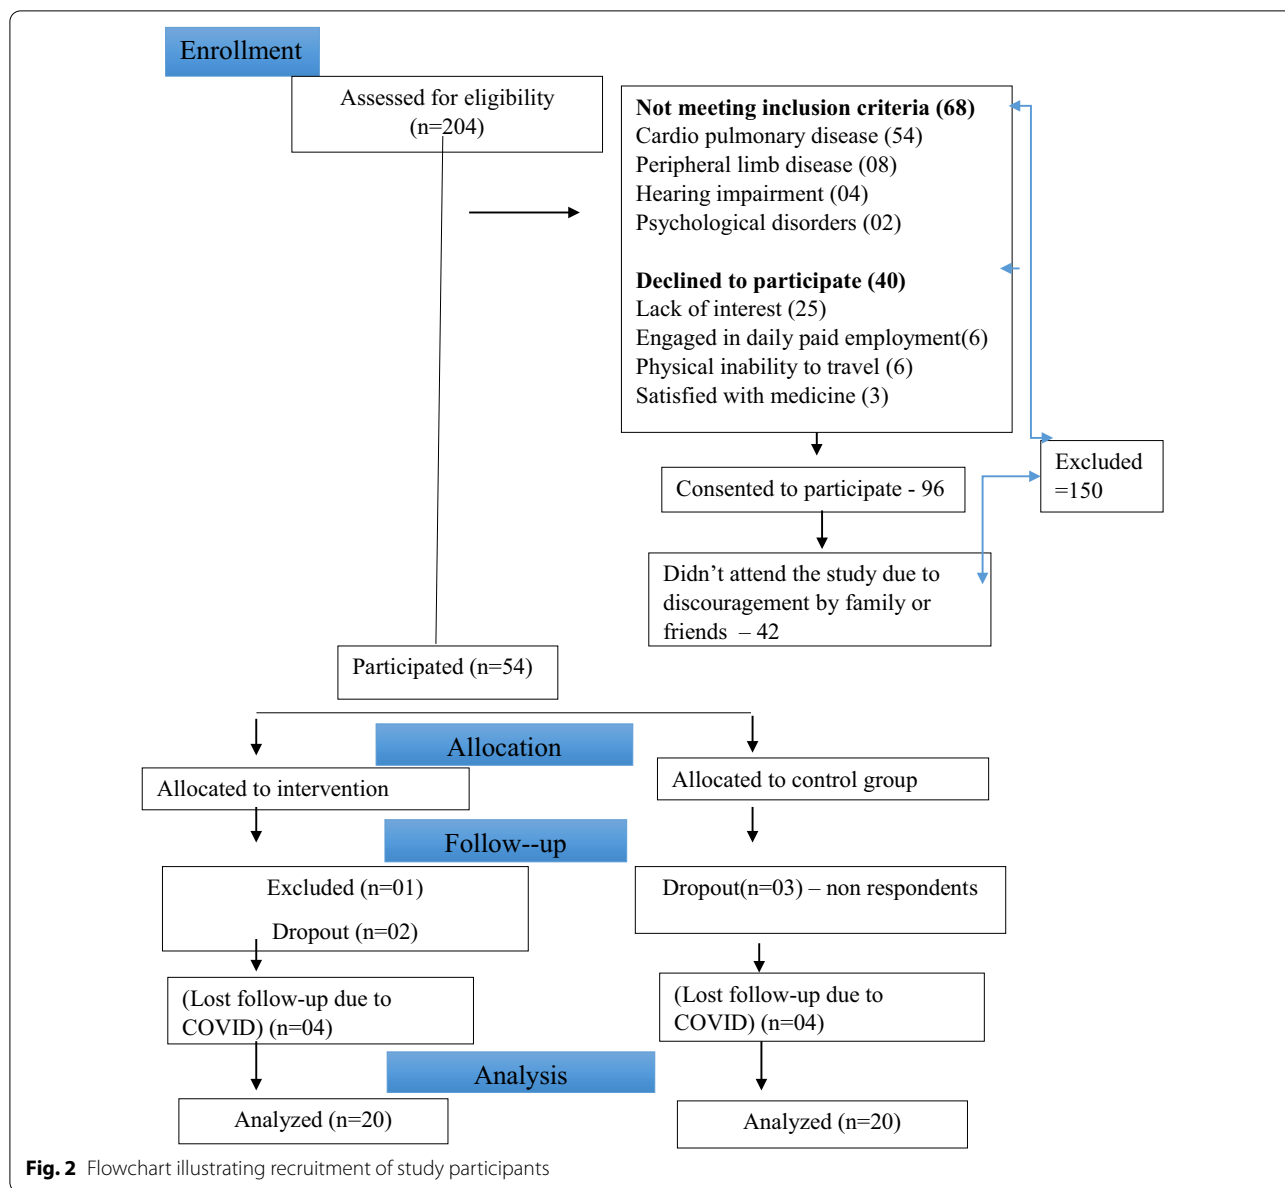 Enrollment
Assessed for eligibility
(n=204)
Not meeting inclusion criteria (68)
Cardio pulmonary disease (54)
Peripheral limb disease (08)
Hearing impairment (04)
Psychological disorders (02)
Declined to participate (40)
Lack of interest (25)
Engaged in daily paid employment(6)
Physical inability to travel (6)
Satisfied with medicine (3)
Excluded
=150
Consented to participate - 96
Didn’t attend the study due to
discouragement by family or
friends – 42
Participated (n=54)
Allocation
Allocated to intervention
Allocated to control group
Follow--up
Excluded (n=01)
Dropout (n=02)
Dropout(n=03) – non respondents
(Lost follow-up due to
COVID) (n=04)
(Lost follow-up due to
COVID) (n=04)
Analysis
Analyzed (n=20)
Analyzed (n=20)
Fig. 2 Flowchart illustrating recruitment of study participants